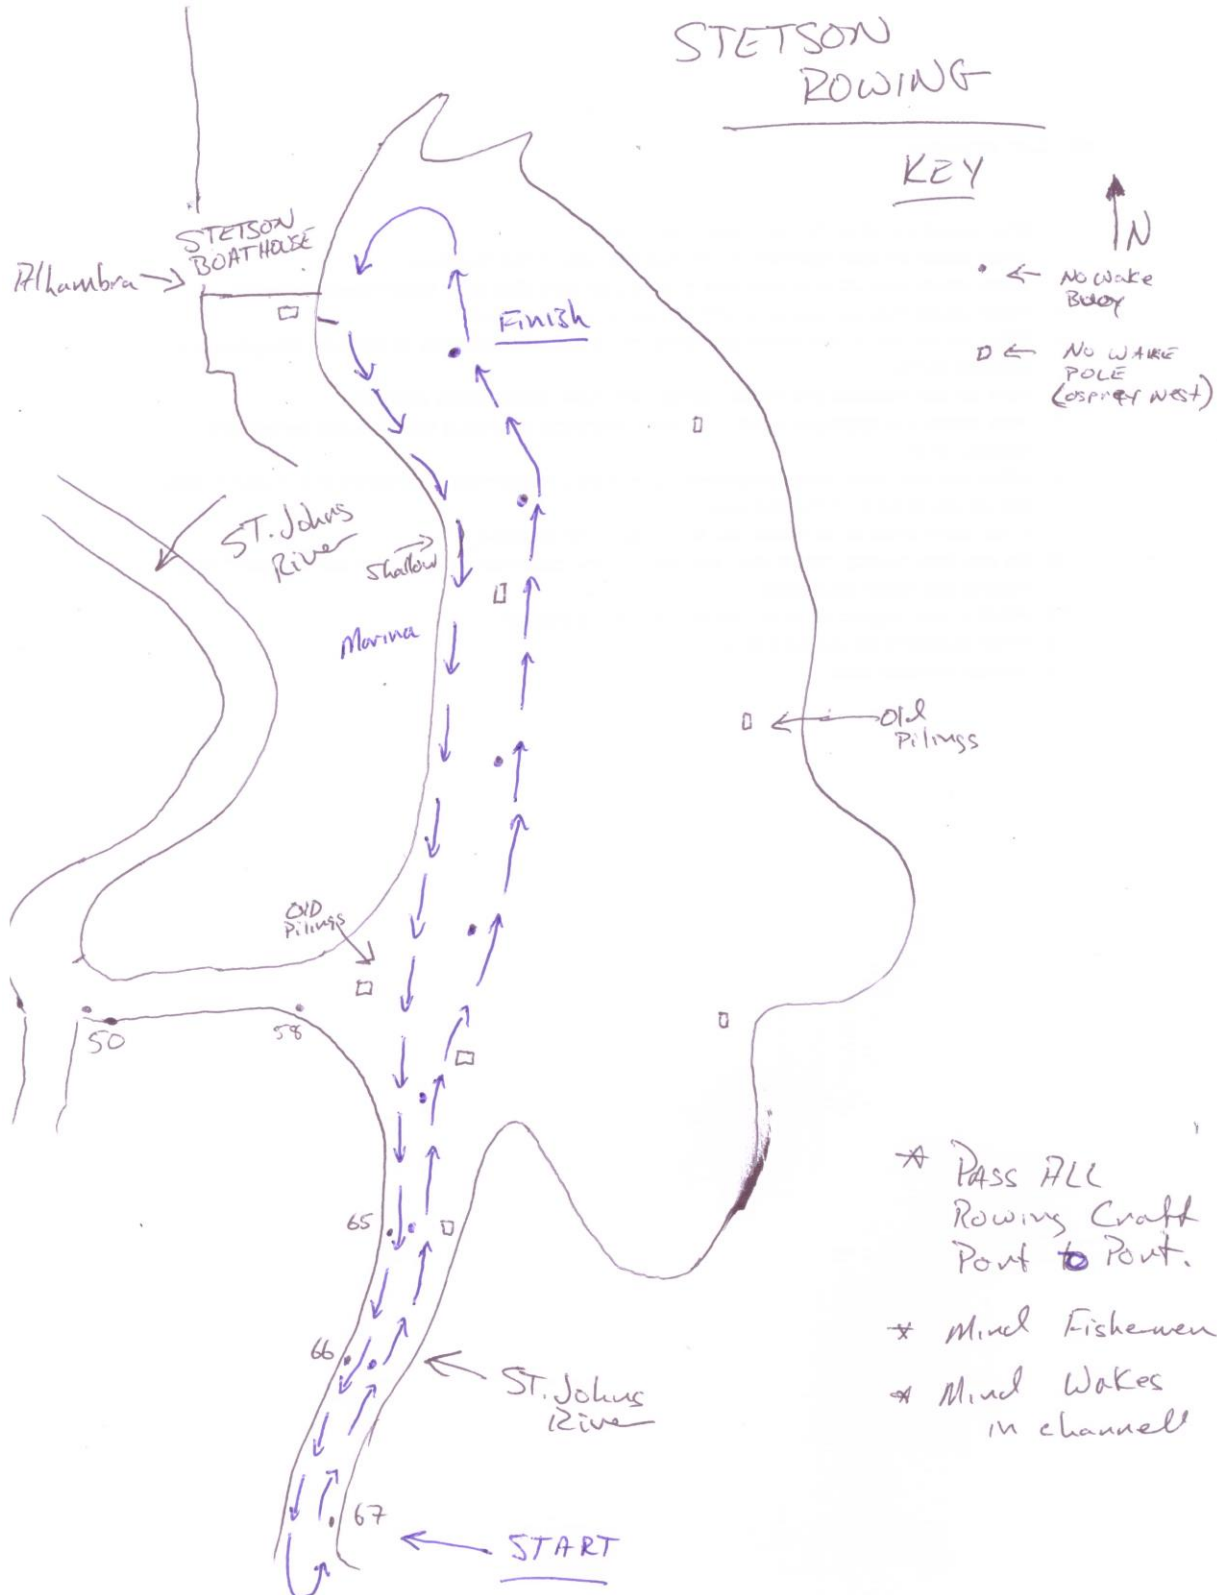 STETSON
ROWING
KEY
N
No Wake
Buoy
NO WAKE
POLE
(osprey Nest)
STETSON
BOATHOUSE
Alhambra
Finish
ST. Johns
River
Shallow
Marina
Old
Pilings
OLD
Pilings
50
58
65
66
67
ST. Johns
River
START
* PASS ALL
Rowing Craft
Port to Port.
* Mind Fishermen
* Mind Wakes
in channell